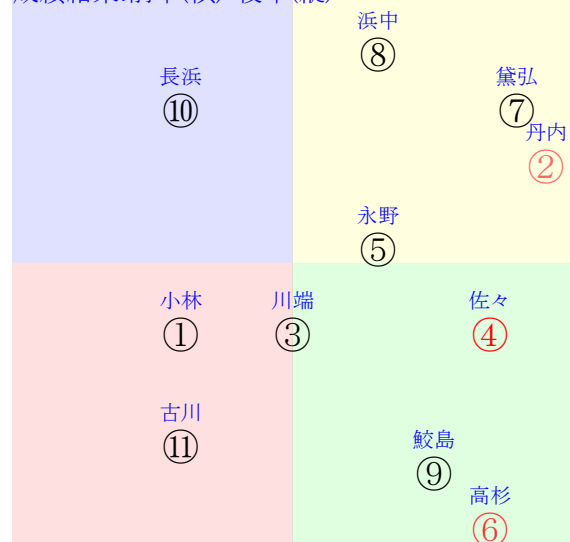 浜中
⑧
長浜
⑩
黛弘
⑦
丹内
②
永野
⑤
小林
①
川端
③
佐々
④
古川
⑪
鮫島
⑨
高杉
⑥